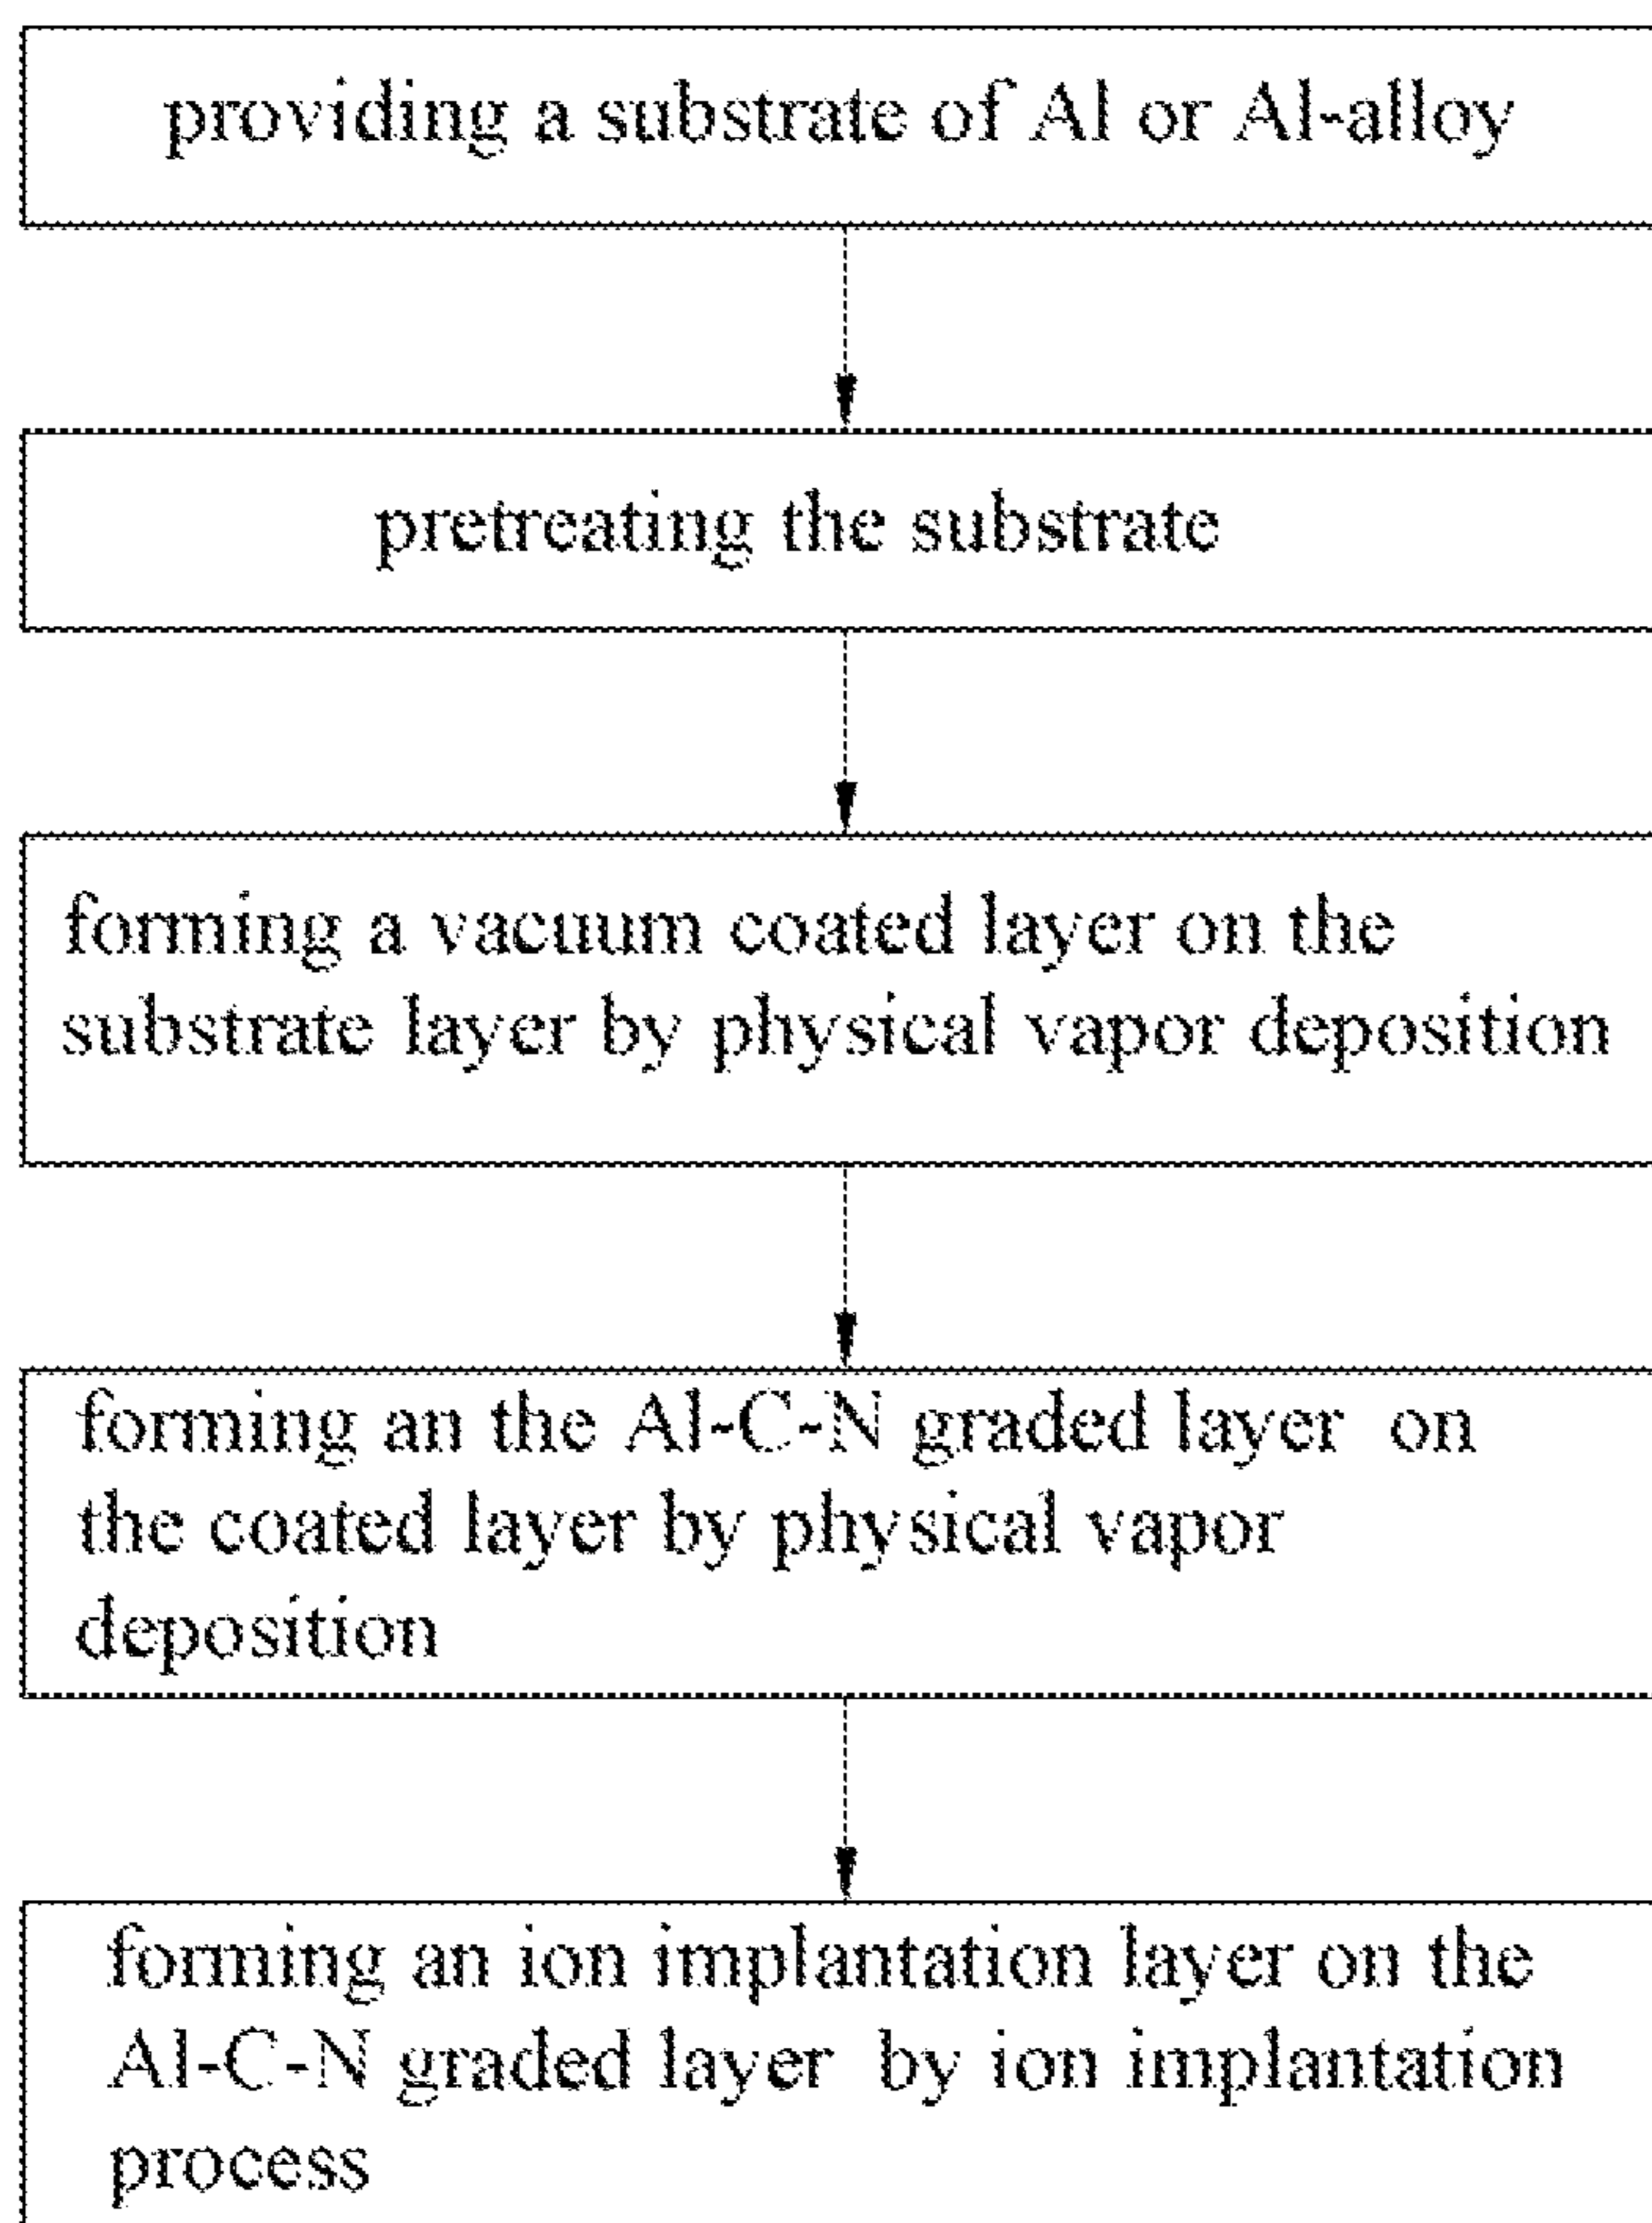 providing a substrate of Al or Al-alloy
pretreating the substrate
forming a vacuum coated layer on the
substrate layer by physical vapor deposition
forming an the Al-C-N graded layer on
the coated layer by physical vapor
deposition
forming an ion implantation layer on the
Al-C-N graded layer by ion implantation
process